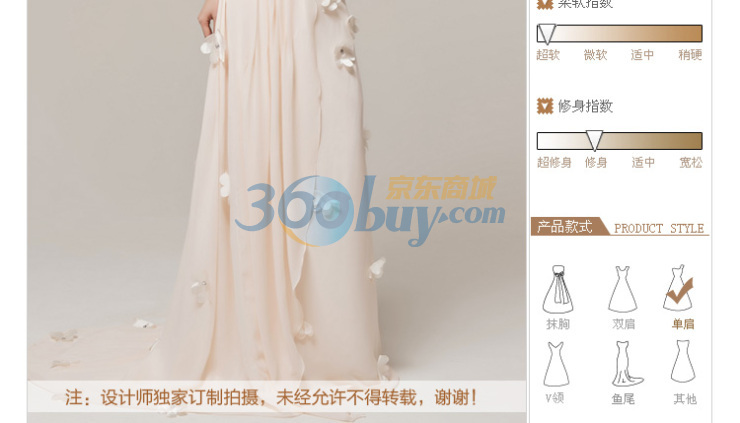 柔软指数
超软 微软 适中 稍硬
修身指数
超修身 修身 适中 宽松
京东商城
360buy.com
产品款式 PRODUCT STYLE
抹胸 双肩 单肩
V领 鱼尾 其他
注：设计师独家订制拍摄，未经允许不得转载，谢谢！